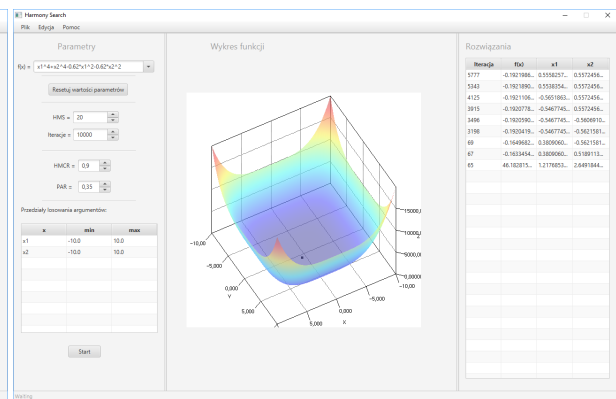 Harmony Search
Plik Edycja Pomoc
Parametry
f(x) = x1^4+x2^4-0.62*x1^2-0.62*x2^2
Resetuj wartości parametrów
HMS = 20
Iteracje = 10000
HMCR = 0,9
PAR = 0,35
Przedziały losowania argumentów:
x min max
x1 -10.0 10.0
x2 -10.0 10.0
Start
Wykres funkcji
15000,0
10000,0
Z
5000,000
0,00000
-10,00
-5,000
0,000
5,000
Y
-10,00
-5,000
0,000
5,000
X
Rozwiązania
Iteracja f(x) x1 x2
5777 -0.1921986... 0.5558257... 0.5572456...
5343 -0.1921890... 0.5538354... 0.5572456...
4125 -0.1921106... -0.5651863... 0.5572456...
3915 -0.1920778... -0.5467745... 0.5572456...
3496 -0.1920590... -0.5467745... -0.5606910...
3198 -0.1920419... -0.5467745... -0.5621581...
69 -0.1649682... 0.3809060... -0.5621581...
67 -0.1633454... 0.3809060... 0.5189113...
65 46.182815... 1.2176853... 2.6491844...
Waiting